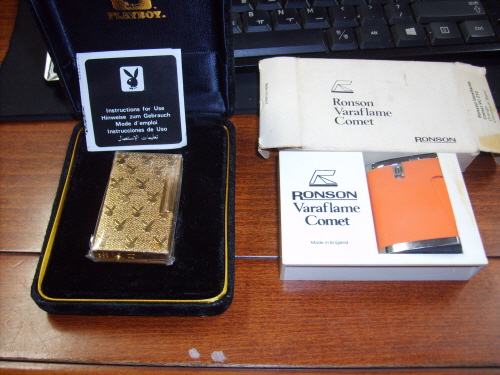 PLAYBOY.
Instructions for Use
Hinweise zum Gebrauch
Mode d'emploi
Instrucciones de Uso
تعليمات الإستعمال
Ronson
Varaflame
Comet
RONSON
RONSON
Varaflame
Comet
Made in England